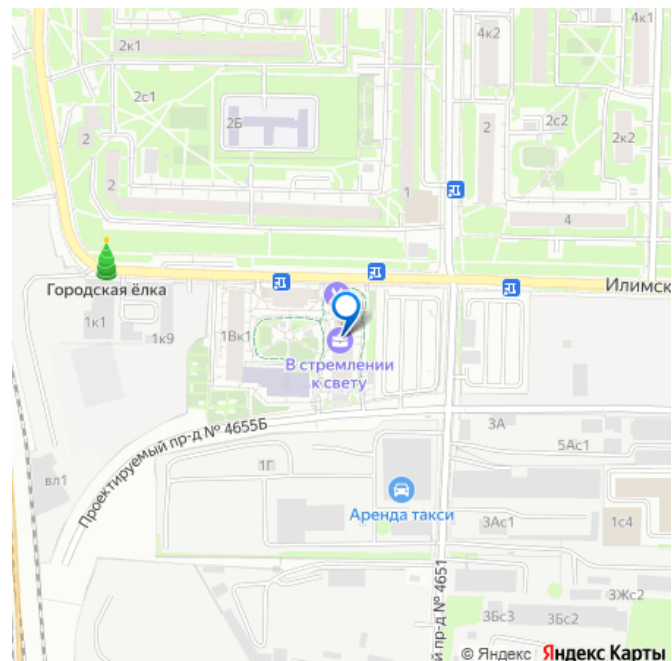 2к1
4к2
4к1
2с1
2Б
2
2
2с2
2к2
2
1
4
Городская ёлка
Илимск
1к1
1к9
1Вк1
В стремлении
к свету
Проектируемый пр-д № 4655Б
3А
5Ас1
1Г
вл1
Аренда такси
3Ас1
1с4
й пр-д № 4651
3Жс2
3Бс3
3Бс2
© Яндекс Яндекс Карты